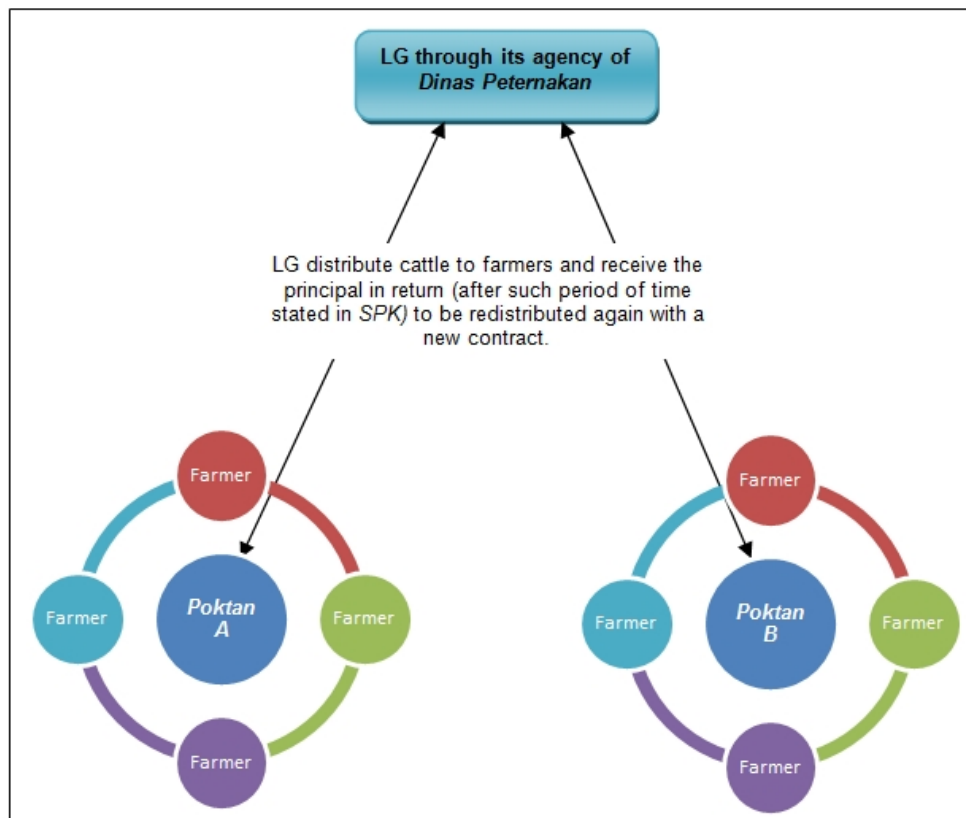 LG through its agency of
Dinas Peternakan
LG distribute cattle to farmers and receive the
principal in return (after such period of time
stated in SPK) to be redistributed again with a
new contract.
Farmer
Farmer
Poktan
A
Farmer
Farmer
Farmer
Farmer
Poktan
B
Farmer
Farmer